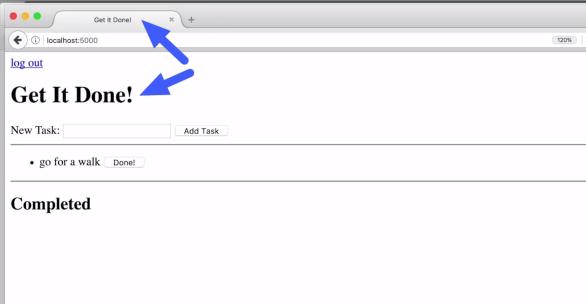 Get It Done!
localhost:5000
120%
log out
Get It Done!
New Task: Add Task
go for a walk Done!
Completed